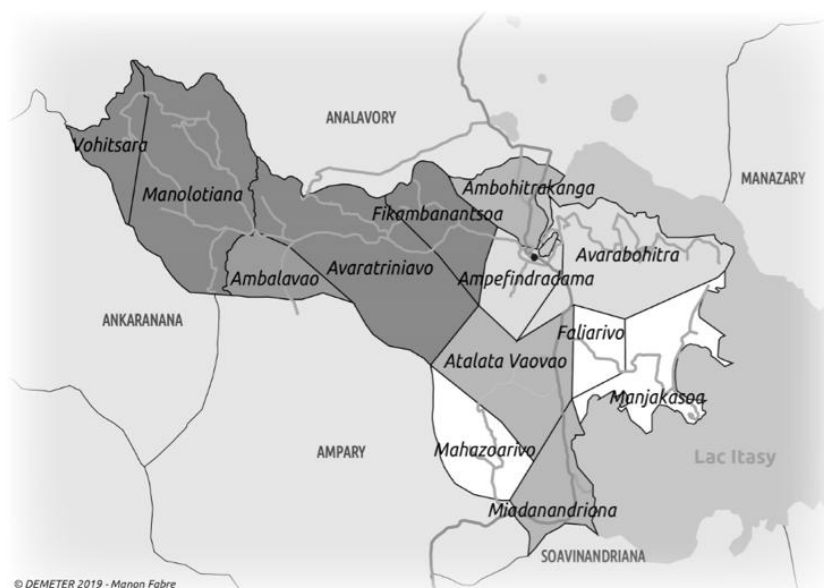 ANALAVORY
Vohitsara
MANAZARY
Manolotiana
Ambohitrakanga
Fikambanantsoa
Avarabohitra
Ambalavao
Avaratriniavo
Ampefindradama
ANKARANANA
Faliarivo
Atalata Vaovao
Manjakasoa
AMPARY
Mahazoarivo
Lac Itasy
Miadanandriona
SOAVINANDRIANA
© DEMETER 2019 - Manon Fabre